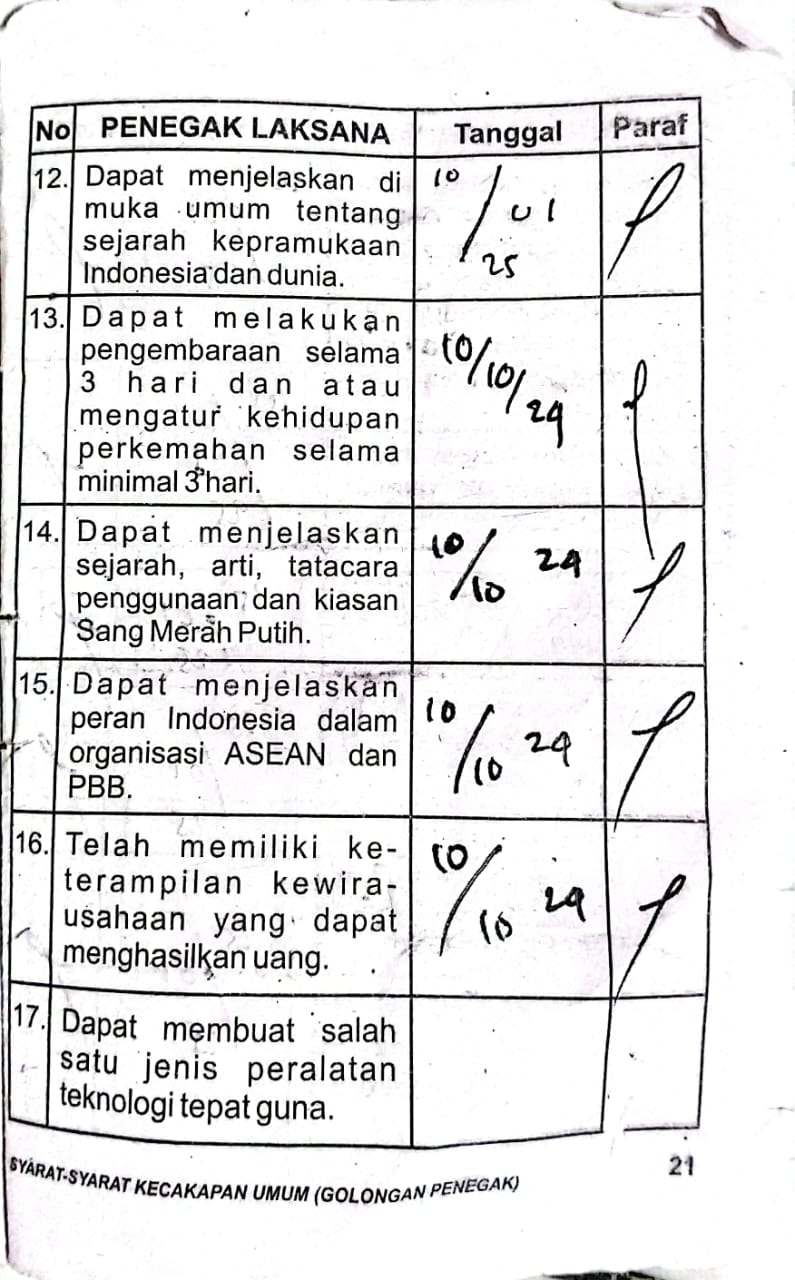 No PENEGAK LAKSANA Tanggal Paraf
12. Dapat menjelaskan di
muka umum tentang
sejarah kepramukaan
Indonesia dan dunia.
10/01
25
13. Dapat melakukan
pengembaraan selama
3 hari dan atau
mengatur kehidupan
perkemahan selama
minimal 3 hari.
10/10/24
14. Dapat menjelaskan
sejarah, arti, tatacara
penggunaan dan kiasan
Sang Merah Putih.
10/10 24
15. Dapat menjelaskan
peran Indonesia dalam
organisasi ASEAN dan
PBB.
10/10 24
16. Telah memiliki ke-
terampilan kewira-
usahaan yang dapat
menghasilkan uang.
10/10 24
17. Dapat membuat salah
satu jenis peralatan
teknologi tepat guna.
SYARAT-SYARAT KECAKAPAN UMUM (GOLONGAN PENEGAK)
21